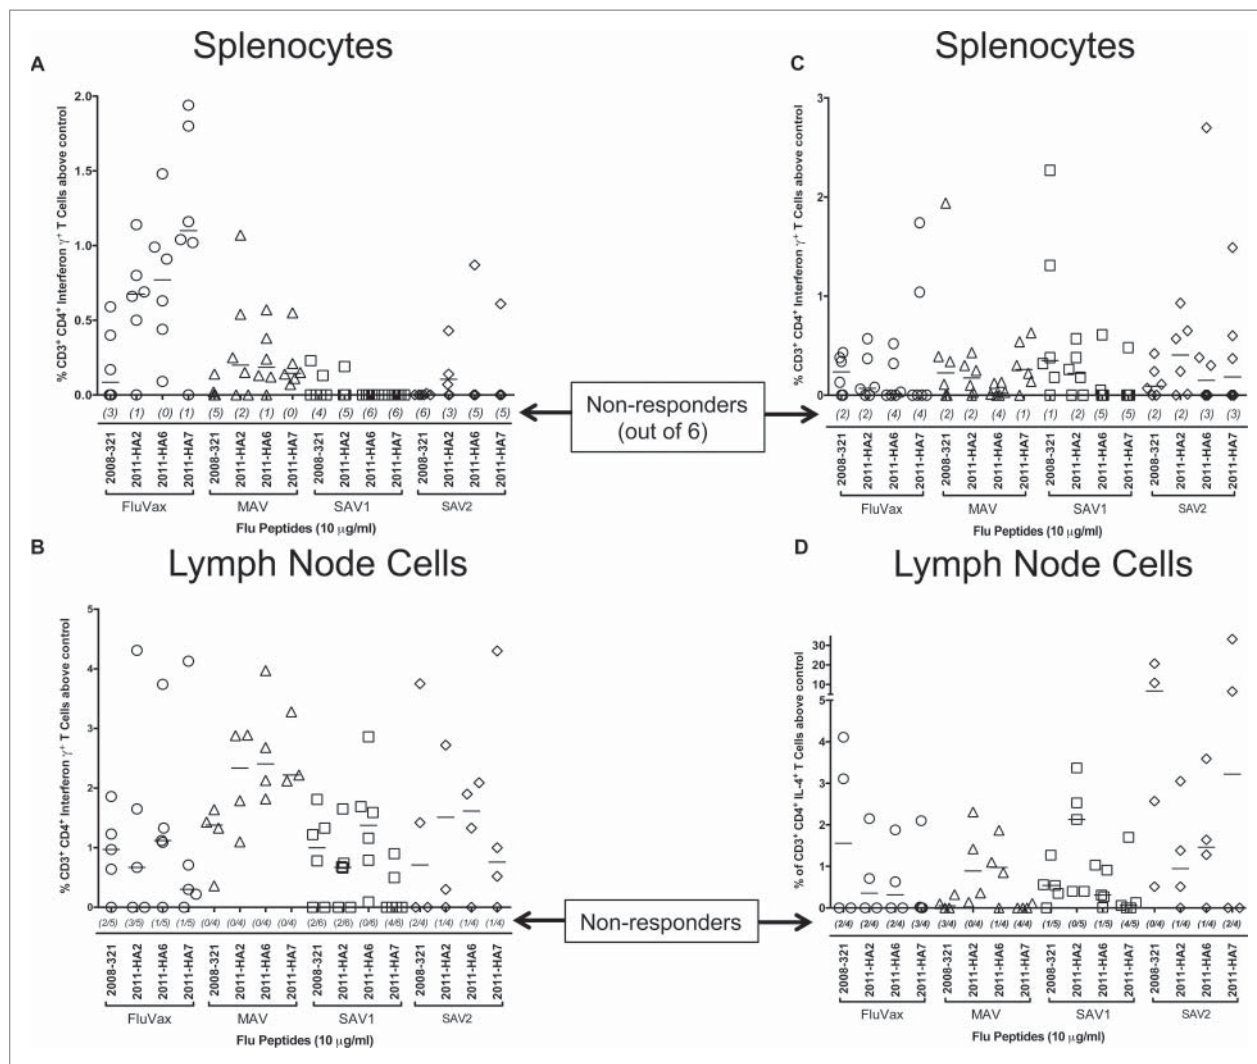 Splenocytes
A
% CD3+ CD4+ Interferon γ+ T Cells above control
2.0
1.5
1.0
0.5
0.0
(3) (1) (0) (1) (5) (2) (1) (0) (4) (5) (6) (6) (6) (3) (5) (5)
2008-321 2011-HA2 2011-HA6 2011-HA7 2008-321 2011-HA2 2011-HA6 2011-HA7 2008-321 2011-HA2 2011-HA6 2011-HA7 2008-321 2011-HA2 2011-HA6 2011-HA7
FluVax MAV SAV1 SAV2
Flu Peptides (10 μg/ml)
Splenocytes
C
% CD3+ CD4+ Interferon γ+ T Cells above control
3
2
1
0
(2) (2) (4) (4) (2) (2) (4) (1) (1) (2) (5) (5) (2) (2) (3) (3)
2008-321 2011-HA2 2011-HA6 2011-HA7 2008-321 2011-HA2 2011-HA6 2011-HA7 2008-321 2011-HA2 2011-HA6 2011-HA7 2008-321 2011-HA2 2011-HA6 2011-HA7
FluVax MAV SAV1 SAV2
Flu Peptides (10 μg/ml)
Non-responders
(out of 6)
B
Lymph Node Cells
% CD3+ CD4+ Interferon γ+ T Cells above control
5
4
3
2
1
0
(2/5) (3/5) (1/5) (1/5) (0/4) (0/4) (0/4) (0/4) (2/6) (2/6) (0/6) (4/6) (2/4) (1/4) (1/4) (1/4)
2008-321 2011-HA2 2011-HA6 2011-HA7 2008-321 2011-HA2 2011-HA6 2011-HA7 2008-321 2011-HA2 2011-HA6 2011-HA7 2008-321 2011-HA2 2011-HA6 2011-HA7
FluVax MAV SAV1 SAV2
Flu Peptides (10 μg/ml)
D
Lymph Node Cells
% of CD3+ CD4+ IL-4+ T Cells above control
30
20
10
5
4
3
2
1
0
(2/4) (2/4) (2/4) (3/4) (3/4) (0/4) (1/4) (4/4) (1/5) (0/5) (1/5) (4/5) (0/4) (1/4) (1/4) (2/4)
2008-321 2011-HA2 2011-HA6 2011-HA7 2008-321 2011-HA2 2011-HA6 2011-HA7 2008-321 2011-HA2 2011-HA6 2011-HA7 2008-321 2011-HA2 2011-HA6 2011-HA7
FluVax MAV SAV1 SAV2
Flu Peptides (10 μg/ml)
Non-responders